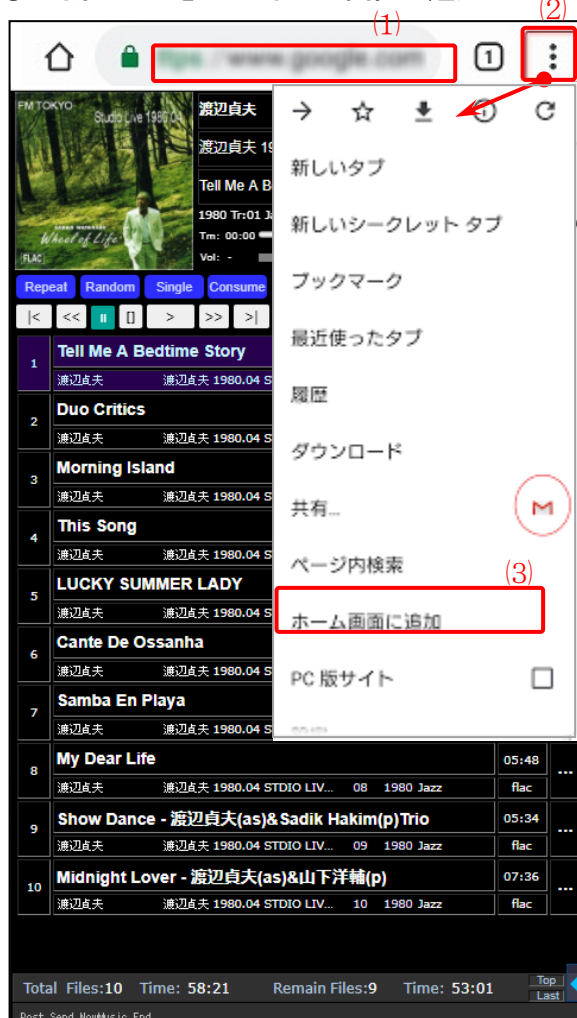 (1)
(2)
www.google.com
1
FM TOKYO
Studio Live 1986.04
SADAO WATANABE
Wheel of Life
[FLAC]
渡辺貞夫
渡辺貞夫 19
Tell Me A B
1980 Tr:01 Ja
Tm: 00:00
Vol: -
Repeat Random Single Consume
|< << || [] > >> >|
新しいタブ
新しいシークレット タブ
ブックマーク
最近使ったタブ
履歴
ダウンロード
共有...
ページ内検索
(3)
ホーム画面に追加
PC 版サイト
1 Tell Me A Bedtime Story
渡辺貞夫 渡辺貞夫 1980.04 S
2 Duo Critics
渡辺貞夫 渡辺貞夫 1980.04 S
3 Morning Island
渡辺貞夫 渡辺貞夫 1980.04 S
4 This Song
渡辺貞夫 渡辺貞夫 1980.04 S
5 LUCKY SUMMER LADY
渡辺貞夫 渡辺貞夫 1980.04 S
6 Cante De Ossanha
渡辺貞夫 渡辺貞夫 1980.04 S
7 Samba En Playa
渡辺貞夫 渡辺貞夫 1980.04 S
8 My Dear Life 05:48 ...
渡辺貞夫 渡辺貞夫 1980.04 STDIO LIV... 08 1980 Jazz flac
9 Show Dance - 渡辺貞夫(as)&Sadik Hakim(p)Trio 05:34 ...
渡辺貞夫 渡辺貞夫 1980.04 STDIO LIV... 09 1980 Jazz flac
10 Midnight Lover - 渡辺貞夫(as)&山下洋輔(p) 07:36 ...
渡辺貞夫 渡辺貞夫 1980.04 STDIO LIV... 10 1980 Jazz flac
Total Files:10 Time: 58:21 Remain Files:9 Time: 53:01 Top
Last
Post Send NowMusic End